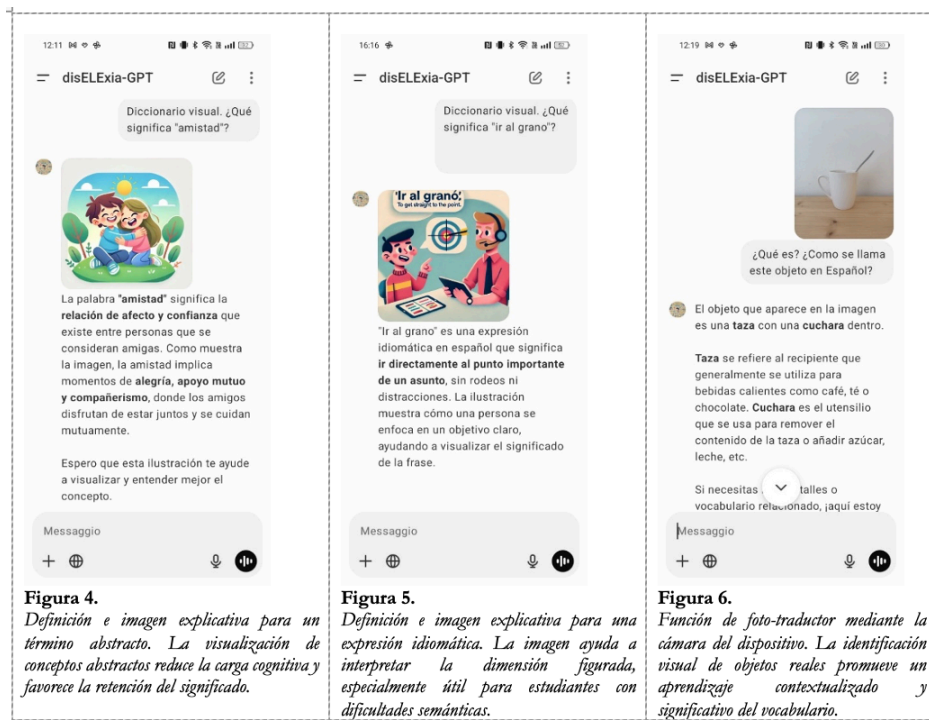 12:11
disELExia-GPT
Diccionario visual. ¿Qué
significa "amistad"?
La palabra "amistad" significa la
relación de afecto y confianza que
existe entre personas que se
consideran amigas. Como muestra
la imagen, la amistad implica
momentos de alegría, apoyo mutuo
y compañerismo, donde los amigos
disfrutan de estar juntos y se cuidan
mutuamente.
Espero que esta ilustración te ayude
a visualizar y entender mejor el
concepto.
Messaggio
Figura 4.
Definición e imagen explicativa para un
término abstracto. La visualización de
conceptos abstractos reduce la carga cognitiva y
favorece la retención del significado.
16:16
disELExia-GPT
Diccionario visual. ¿Qué
significa "ir al grano"?
'Ir al granó.'
To get draight to the point.
"Ir al grano" es una expresión
idiomática en español que significa
ir directamente al punto importante
de un asunto, sin rodeos ni
distracciones. La ilustración
muestra cómo una persona se
enfoca en un objetivo claro,
ayudando a visualizar el significado
de la frase.
Messaggio
Figura 5.
Definición e imagen explicativa para una
expresión idiomática. La imagen ayuda a
interpretar la dimensión figurada,
especialmente útil para estudiantes con
dificultades semánticas.
12:19
disELExia-GPT
¿Qué es? ¿Como se llama
este objeto en Español?
El objeto que aparece en la imagen
es una taza con una cuchara dentro.
Taza se refiere al recipiente que
generalmente se utiliza para
bebidas calientes como café, té o
chocolate. Cuchara es el utensilio
que se usa para remover el
contenido de la taza o añadir azúcar,
leche, etc.
Si necesitas talles o
vocabulario relacionado, ¡aquí estoy
Messaggio
Figura 6.
Función de foto-traductor mediante la
cámara del dispositivo. La identificación
visual de objetos reales promueve un
aprendizaje contextualizado y
significativo del vocabulario.